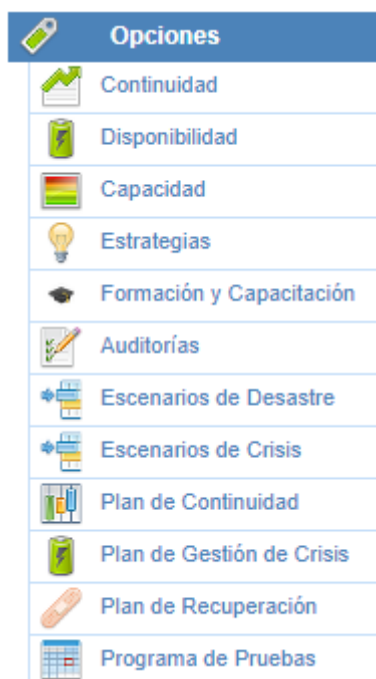 Opciones
Continuidad
Disponibilidad
Capacidad
Estrategias
Formación y Capacitación
Auditorías
Escenarios de Desastre
Escenarios de Crisis
Plan de Continuidad
Plan de Gestión de Crisis
Plan de Recuperación
Programa de Pruebas